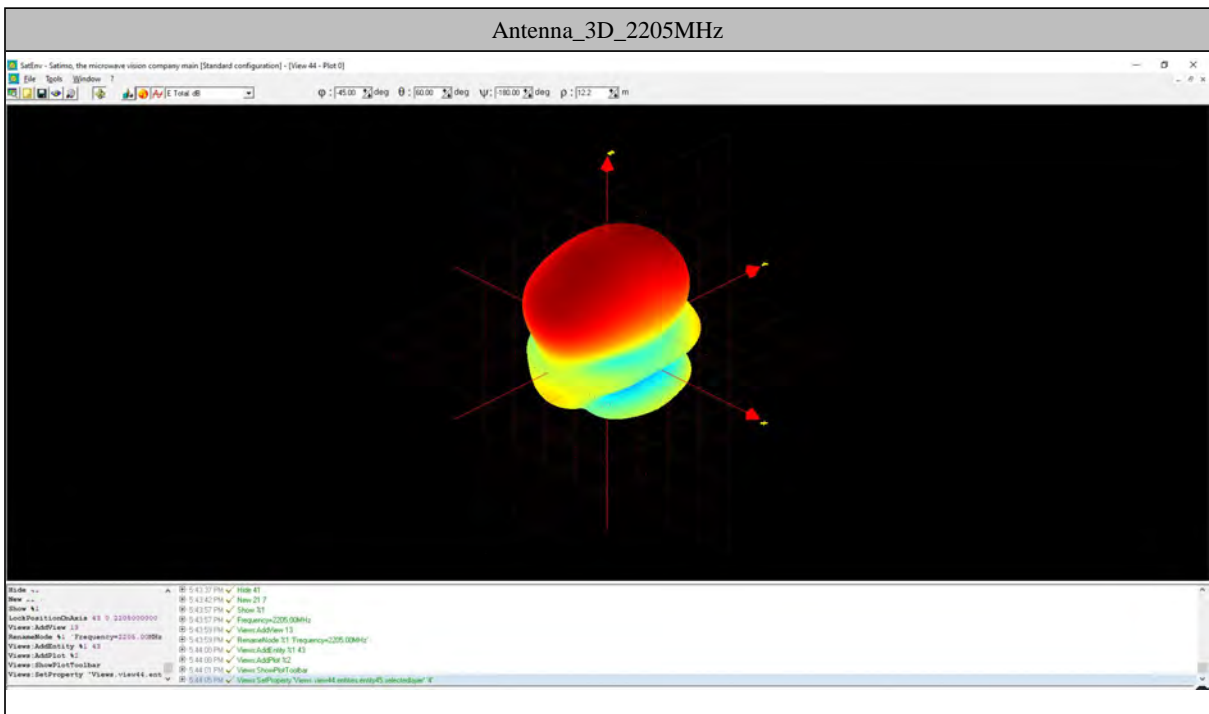 Antenna_3D_2205MHz
SatEnv - Satimo, the microwave vision company main [Standard configuration] - [View 44 - Plot 0]
File Tools Window ?
E Total dB φ : -45.00 deg θ : 60.00 deg ψ : -180.00 deg ρ : 12.2 m
Hide ..
New ..
Show %1
LockPositionOnAxis 43 0 2205000000
Views:AddView 13
RenameNode %1 'Frequency=2205.00MHz
Views:AddEntity %1 43
Views:AddPlot %2
Views:ShowPlotToolbar
Views:SetProperty 'Views.view44.ent
5:43:37 PM Hide 41
5:43:42 PM New 21 7
5:43:57 PM Show %1
5:43:57 PM Frequency=2205.00MHz
5:43:59 PM Views:AddView 13
5:43:59 PM RenameNode %1 'Frequency=2205.00MHz'
5:44:00 PM Views:AddEntity %1 43
5:44:00 PM Views:AddPlot %2
5:44:01 PM Views:ShowPlotToolbar
5:44:05 PM Views:SetProperty 'Views.view44.entities.entity45.selectedlayer' '4'